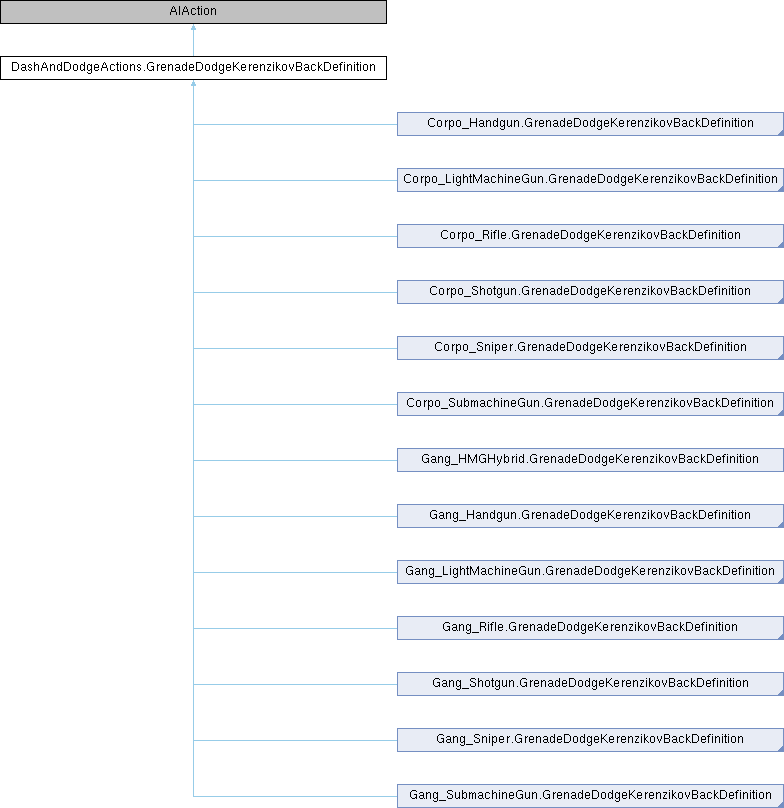 AIAction
DashAndDodgeActions.GrenadeDodgeKerenzikovBackDefinition
Corpo_Handgun.GrenadeDodgeKerenzikovBackDefinition
Corpo_LightMachineGun.GrenadeDodgeKerenzikovBackDefinition
Corpo_Rifle.GrenadeDodgeKerenzikovBackDefinition
Corpo_Shotgun.GrenadeDodgeKerenzikovBackDefinition
Corpo_Sniper.GrenadeDodgeKerenzikovBackDefinition
Corpo_SubmachineGun.GrenadeDodgeKerenzikovBackDefinition
Gang_HMGHybrid.GrenadeDodgeKerenzikovBackDefinition
Gang_Handgun.GrenadeDodgeKerenzikovBackDefinition
Gang_LightMachineGun.GrenadeDodgeKerenzikovBackDefinition
Gang_Rifle.GrenadeDodgeKerenzikovBackDefinition
Gang_Shotgun.GrenadeDodgeKerenzikovBackDefinition
Gang_Sniper.GrenadeDodgeKerenzikovBackDefinition
Gang_SubmachineGun.GrenadeDodgeKerenzikovBackDefinition